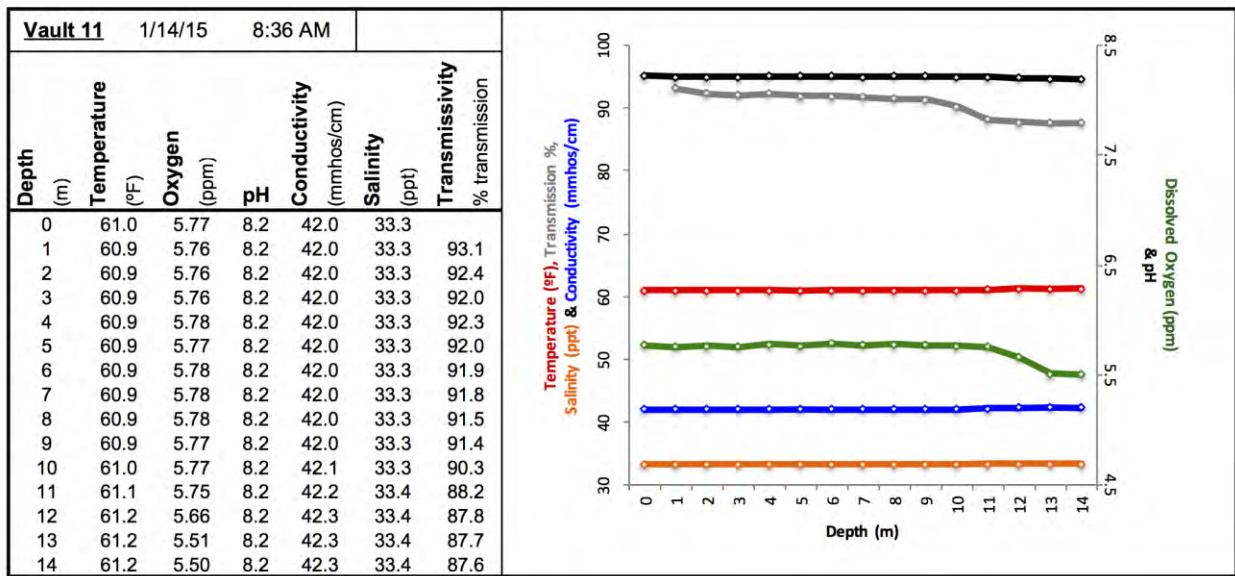 Vault 11 1/14/15 8:36 AM
Depth (m) Temperature (ºF) Oxygen (ppm) pH Conductivity (mmhos/cm) Salinity (ppt) Transmissivity % transmission
0 61.0 5.77 8.2 42.0 33.3
1 60.9 5.76 8.2 42.0 33.3 93.1
2 60.9 5.76 8.2 42.0 33.3 92.4
3 60.9 5.76 8.2 42.0 33.3 92.0
4 60.9 5.78 8.2 42.0 33.3 92.3
5 60.9 5.77 8.2 42.0 33.3 92.0
6 60.9 5.78 8.2 42.0 33.3 91.9
7 60.9 5.78 8.2 42.0 33.3 91.8
8 60.9 5.78 8.2 42.0 33.3 91.5
9 60.9 5.77 8.2 42.0 33.3 91.4
10 61.0 5.77 8.2 42.1 33.3 90.3
11 61.1 5.75 8.2 42.2 33.4 88.2
12 61.2 5.66 8.2 42.3 33.4 87.8
13 61.2 5.51 8.2 42.3 33.4 87.7
14 61.2 5.50 8.2 42.3 33.4 87.6
Temperature (ºF), Transmission %,
Salinity (ppt) & Conductivity (mmhos/cm)
100
90
80
70
60
50
40
30
0 1 2 3 4 5 6 7 8 9 10 11 12 13 14
Depth (m)
8.5
7.5
6.5
5.5
4.5
Dissolved Oxygen (ppm)
& pH